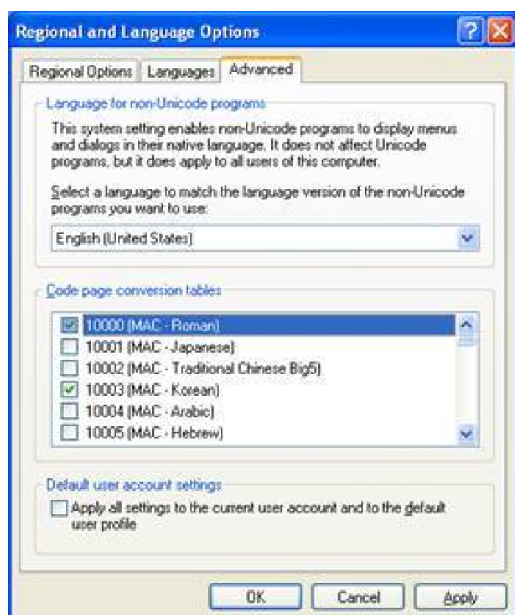 Regional and Language Options
Regional Options Languages Advanced
Language for non-Unicode programs
This system setting enables non-Unicode programs to display menus
and dialogs in their native language. It does not affect Unicode
programs, but it does apply to all users of this computer.
Select a language to match the language version of the non-Unicode
programs you want to use:
English (United States)
Code page conversion tables
10000 (MAC - Roman)
10001 (MAC - Japanese)
10002 (MAC - Traditional Chinese Big5)
10003 (MAC - Korean)
10004 (MAC - Arabic)
10005 (MAC - Hebrew)
Default user account settings
Apply all settings to the current user account and to the default
user profile
OK Cancel Apply